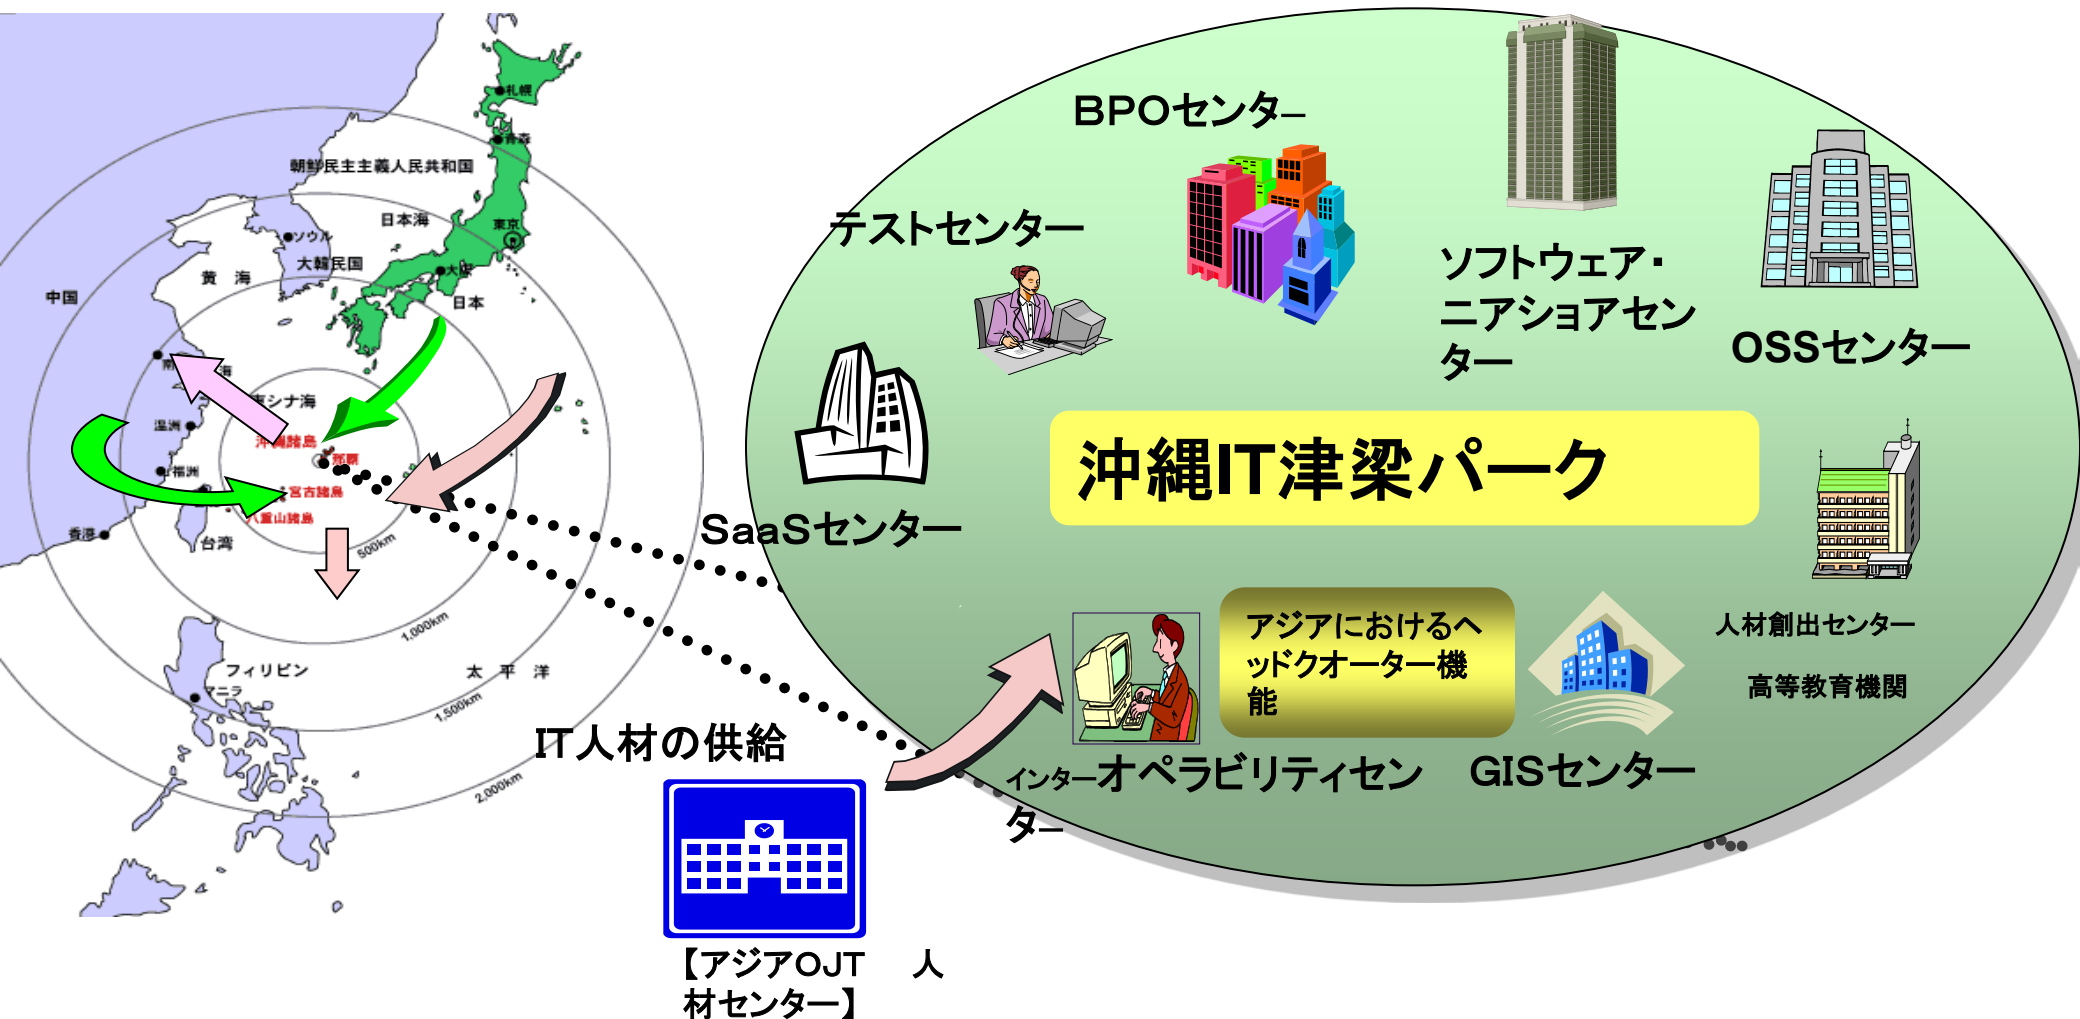 札幌
青森
朝鮮民主主義人民共和国
日本海
東京
ソウル
大韓民国
大阪
黄 海
中国
日本
東シナ海
温州
沖縄諸島
那覇
福州
宮古諸島
八重山諸島
香港
台湾
500km
1,000km
フィリピン
太 平 洋
マニラ
1,500km
2,000km
BPOセンター
テストセンター
ソフトウェア・
ニアショアセン
ター
OSSセンター
沖縄IT津梁パーク
SaaSセンター
アジアにおけるヘ
ッドクオーター機
能
人材創出センター
高等教育機関
インターオペラビリティセン
ター
GISセンター
IT人材の供給
【アジアOJT 人
材センター】